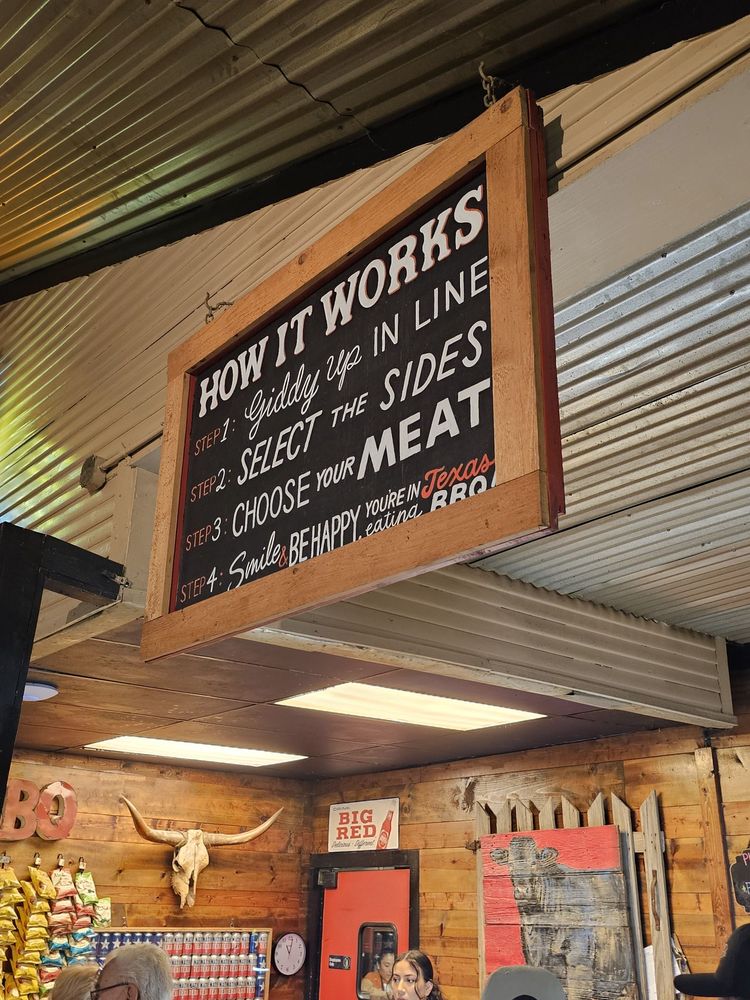 HOW IT WORKS
STEP 1: Giddy up IN LINE
STEP 2: SELECT THE SIDES
STEP 3: CHOOSE YOUR MEAT
STEP 4: Smile & BE HAPPY YOU'RE IN Texas
eating BBQ
BIG
RED
BQ